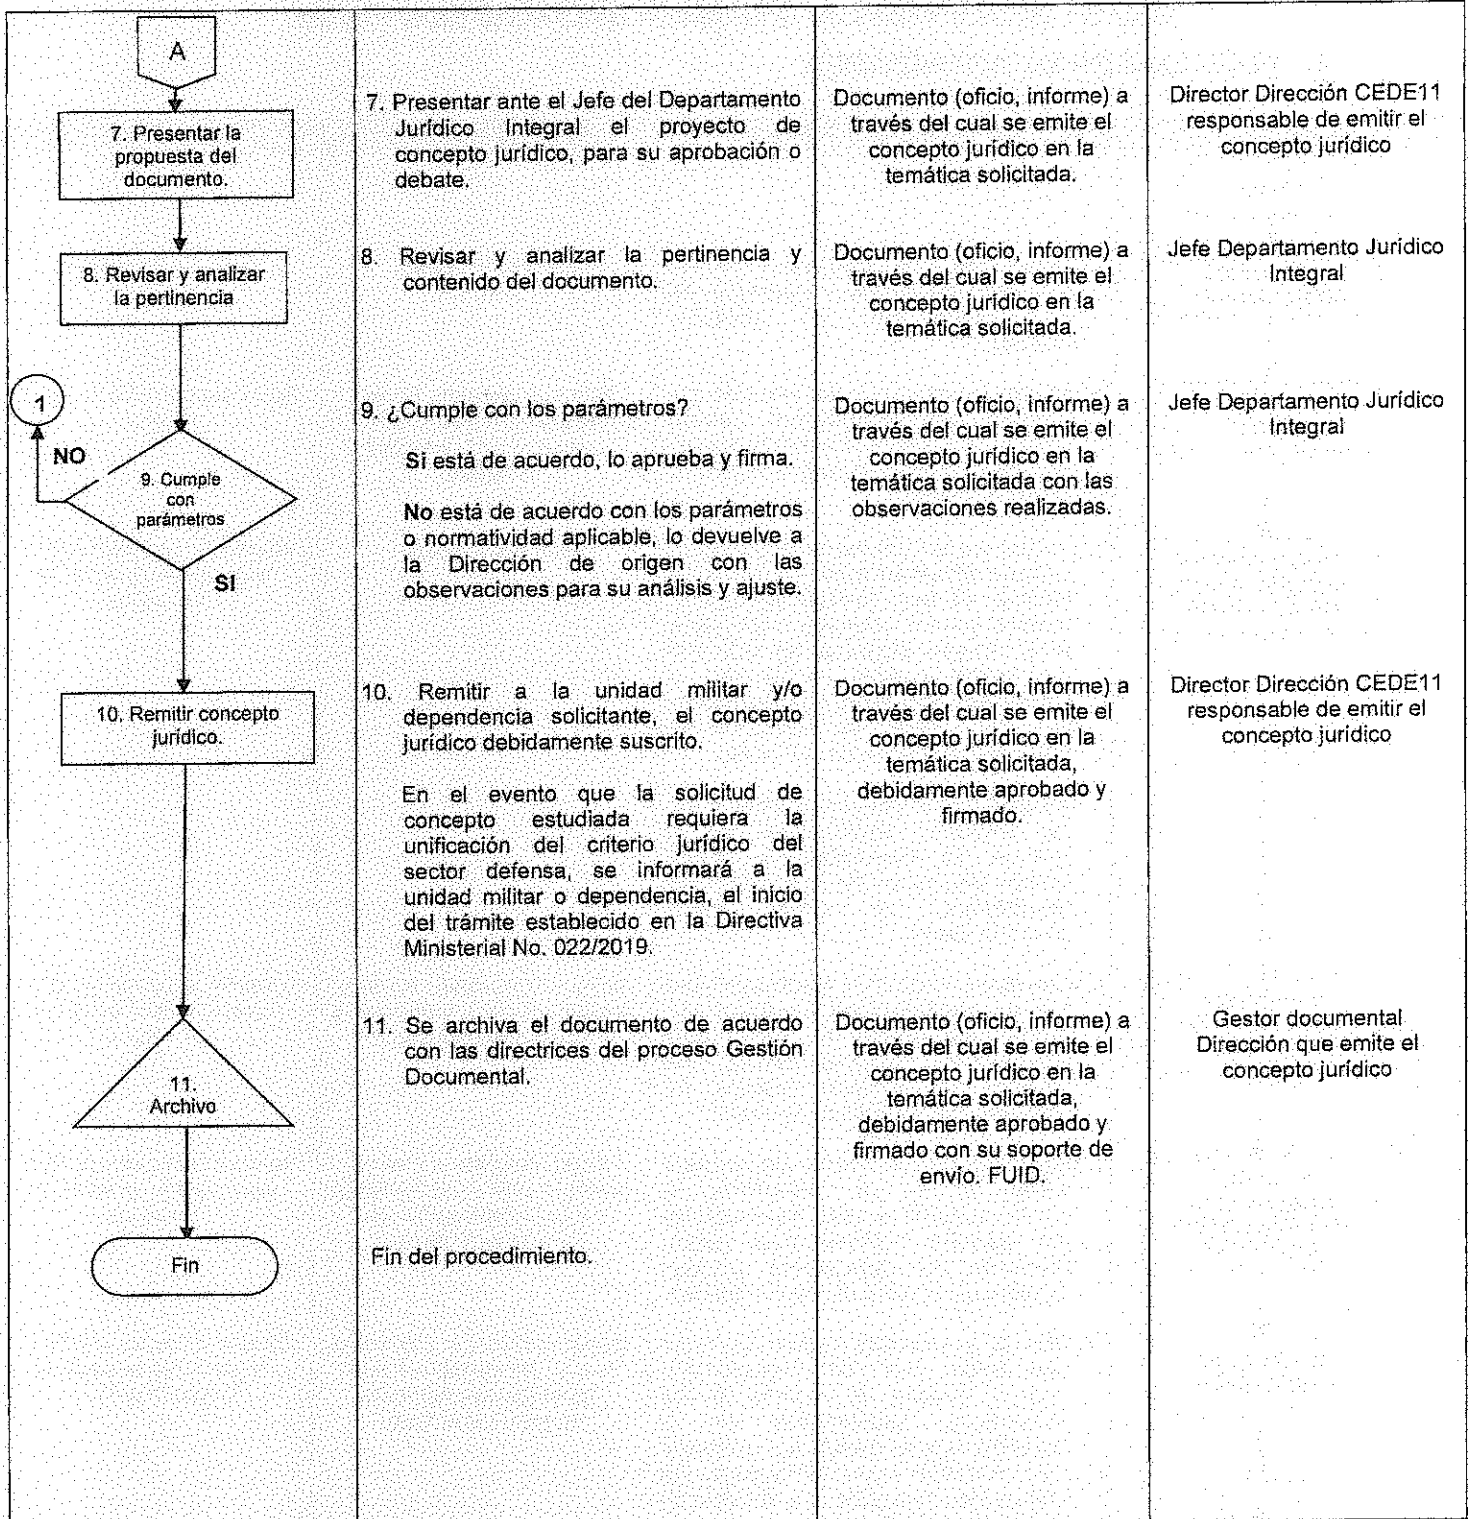 A
7. Presentar la
propuesta del
documento.
7. Presentar ante el Jefe del Departamento
Jurídico Integral el proyecto de
concepto jurídico, para su aprobación o
debate.
Documento (oficio, informe) a
través del cual se emite el
concepto jurídico en la
temática solicitada.
Director Dirección CEDE11
responsable de emitir el
concepto jurídico
8. Revisar y analizar
la pertinencia
8. Revisar y analizar la pertinencia y
contenido del documento.
Documento (oficio, informe) a
través del cual se emite el
concepto jurídico en la
temática solicitada.
Jefe Departamento Jurídico
Integral
1
NO
9. Cumple
con
parámetros
SI
9. ¿Cumple con los parámetros?
Si está de acuerdo, lo aprueba y firma.
No está de acuerdo con los parámetros
o normatividad aplicable, lo devuelve a
la Dirección de origen con las
observaciones para su análisis y ajuste.
Documento (oficio, informe) a
través del cual se emite el
concepto jurídico en la
temática solicitada con las
observaciones realizadas.
Jefe Departamento Jurídico
Integral
10. Remitir concepto
jurídico.
10. Remitir a la unidad militar y/o
dependencia solicitante, el concepto
jurídico debidamente suscrito.
En el evento que la solicitud de
concepto estudiada requiera la
unificación del criterio jurídico del
sector defensa, se informará a la
unidad militar o dependencia, el inicio
del trámite establecido en la Directiva
Ministerial No. 022/2019.
Documento (oficio, informe) a
través del cual se emite el
concepto jurídico en la
temática solicitada,
debidamente aprobado y
firmado.
Director Dirección CEDE11
responsable de emitir el
concepto jurídico
11.
Archivo
11. Se archiva el documento de acuerdo
con las directrices del proceso Gestión
Documental.
Documento (oficio, informe) a
través del cual se emite el
concepto jurídico en la
temática solicitada,
debidamente aprobado y
firmado con su soporte de
envío. FUID.
Gestor documental
Dirección que emite el
concepto jurídico
Fin
Fin del procedimiento.